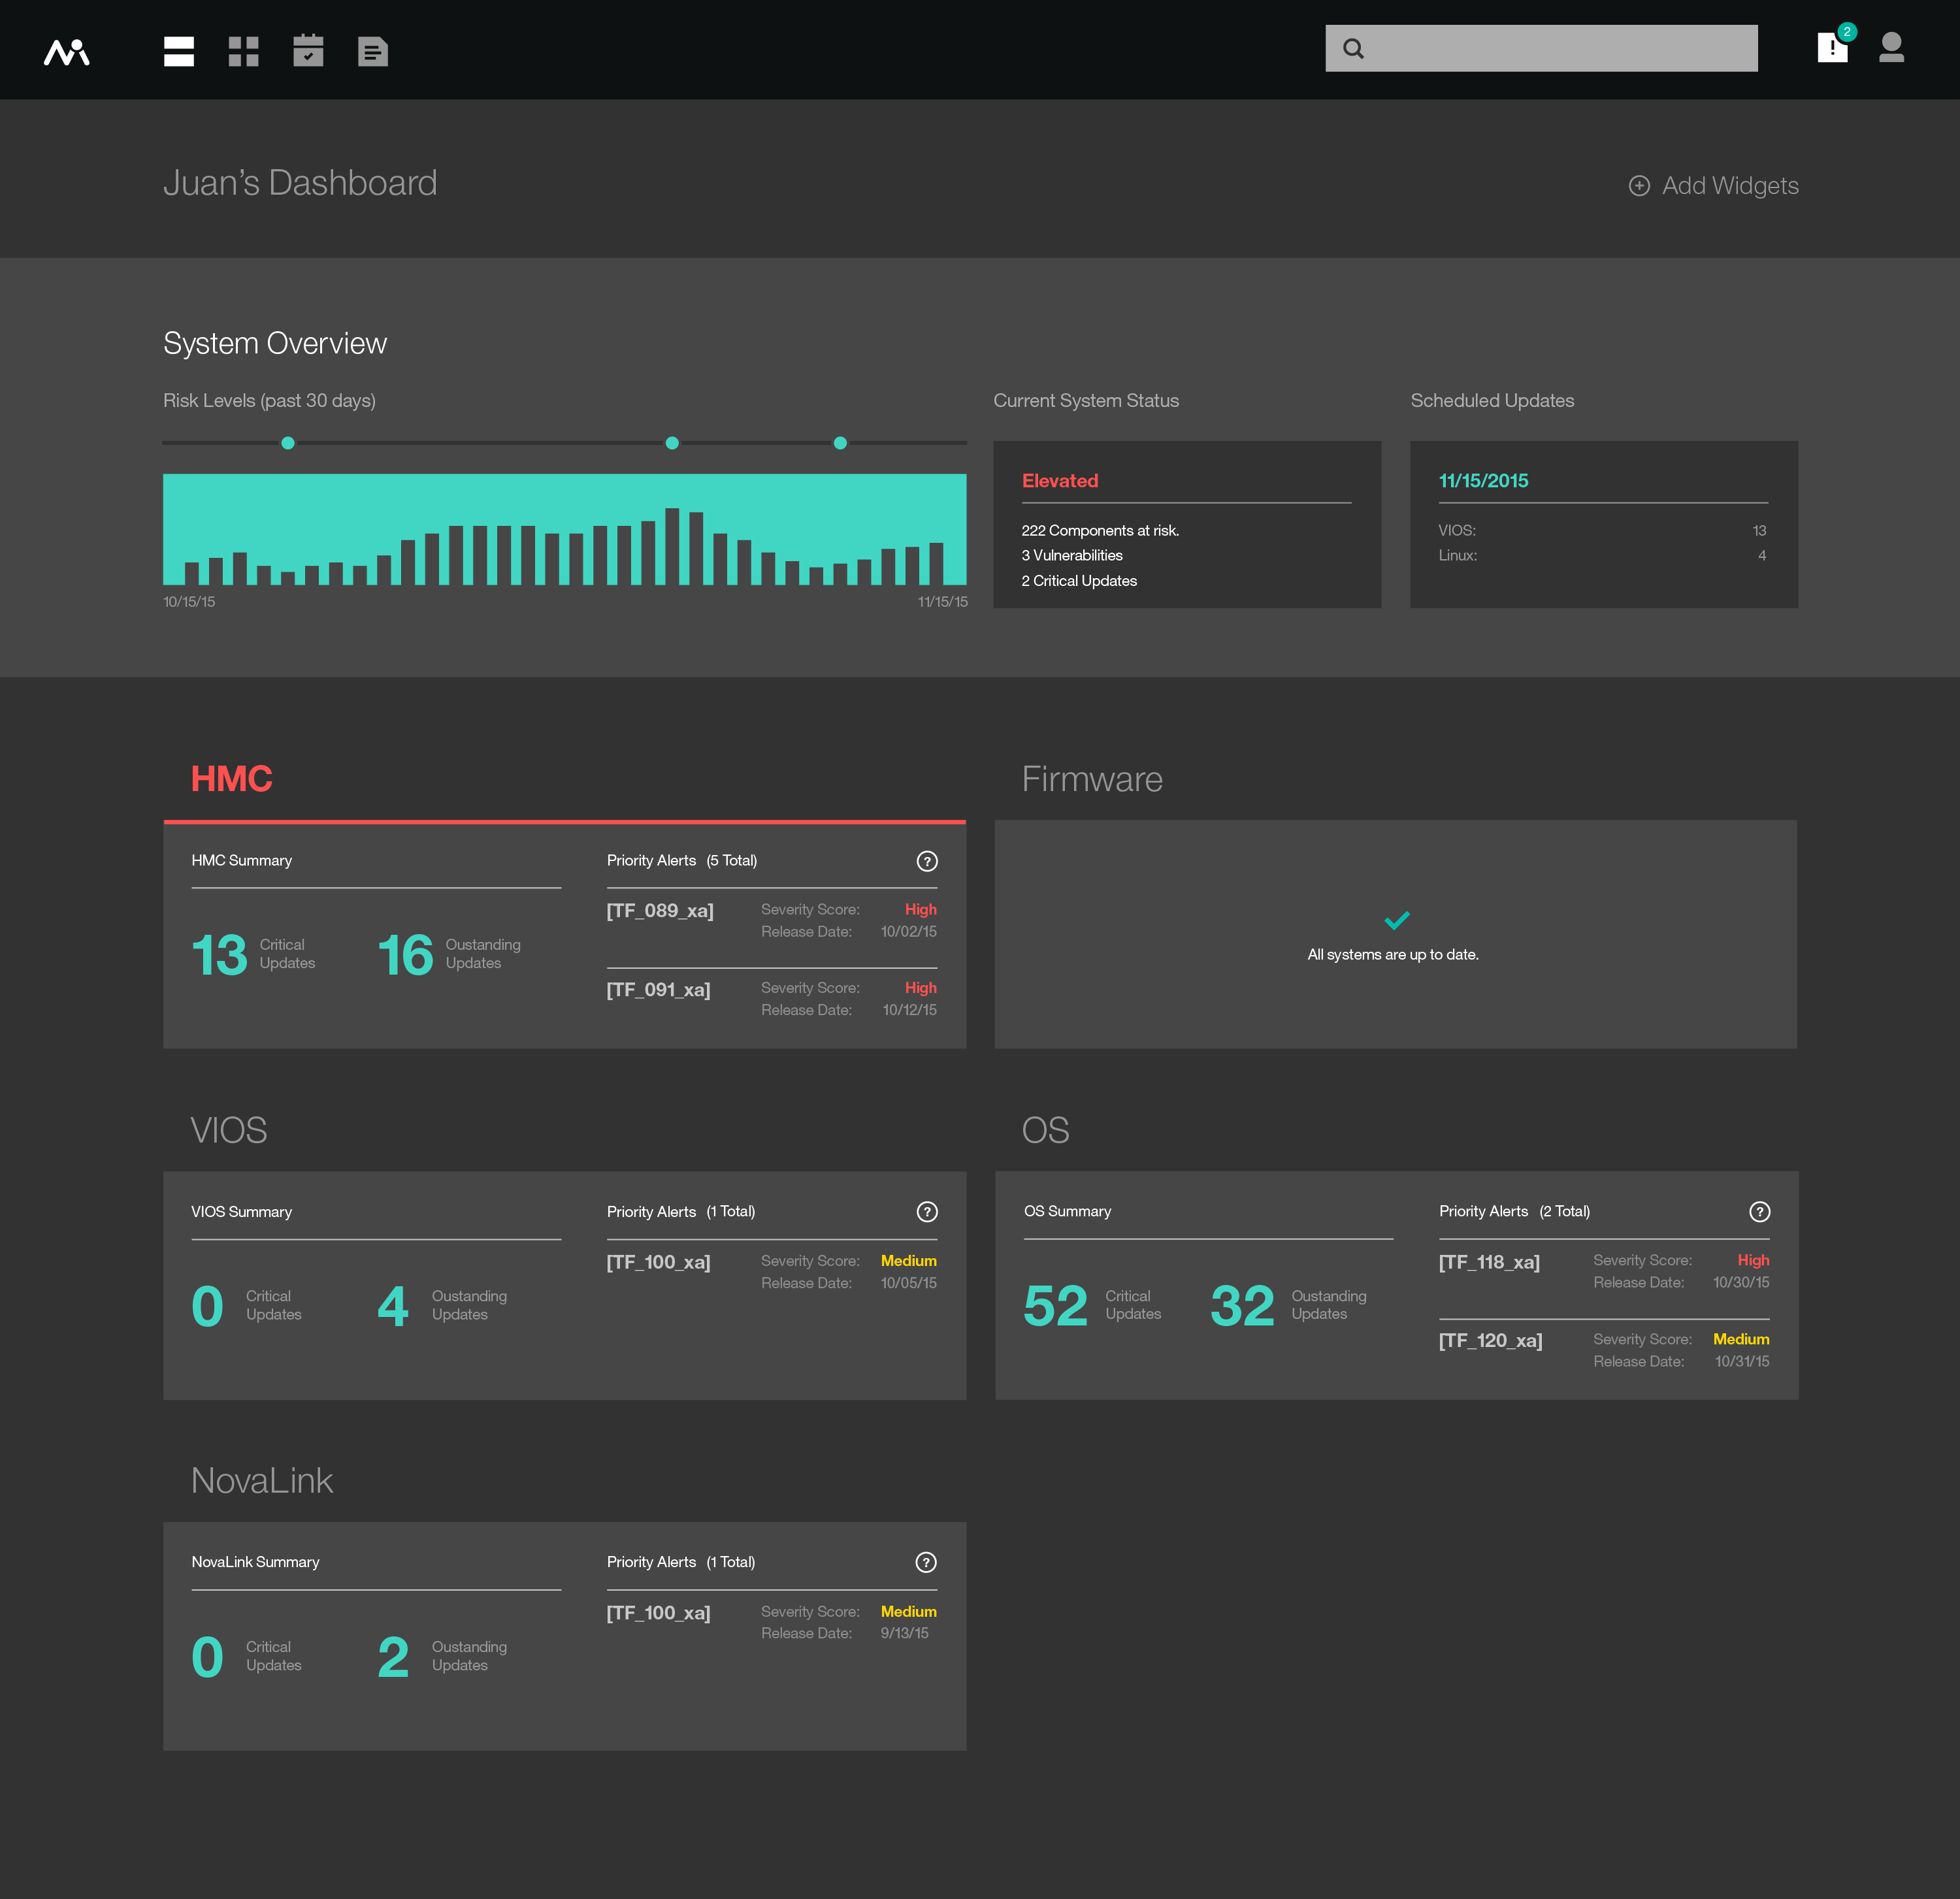 2
Juan's Dashboard
Add Widgets
System Overview
Risk Levels (past 30 days)
10/15/15
11/15/15
Current System Status
Elevated
222 Components at risk.
3 Vulnerabilities
2 Critical Updates
Scheduled Updates
11/15/2015
VIOS: 13
Linux: 4
HMC
HMC Summary
13 Critical
Updates
16 Oustanding
Updates
Priority Alerts (5 Total) ?
[TF_089_xa] Severity Score: High
Release Date: 10/02/15
[TF_091_xa] Severity Score: High
Release Date: 10/12/15
Firmware
All systems are up to date.
VIOS
VIOS Summary
0 Critical
Updates
4 Oustanding
Updates
Priority Alerts (1 Total) ?
[TF_100_xa] Severity Score: Medium
Release Date: 10/05/15
OS
OS Summary
52 Critical
Updates
32 Oustanding
Updates
Priority Alerts (2 Total) ?
[TF_118_xa] Severity Score: High
Release Date: 10/30/15
[TF_120_xa] Severity Score: Medium
Release Date: 10/31/15
NovaLink
NovaLink Summary
0 Critical
Updates
2 Oustanding
Updates
Priority Alerts (1 Total) ?
[TF_100_xa] Severity Score: Medium
Release Date: 9/13/15